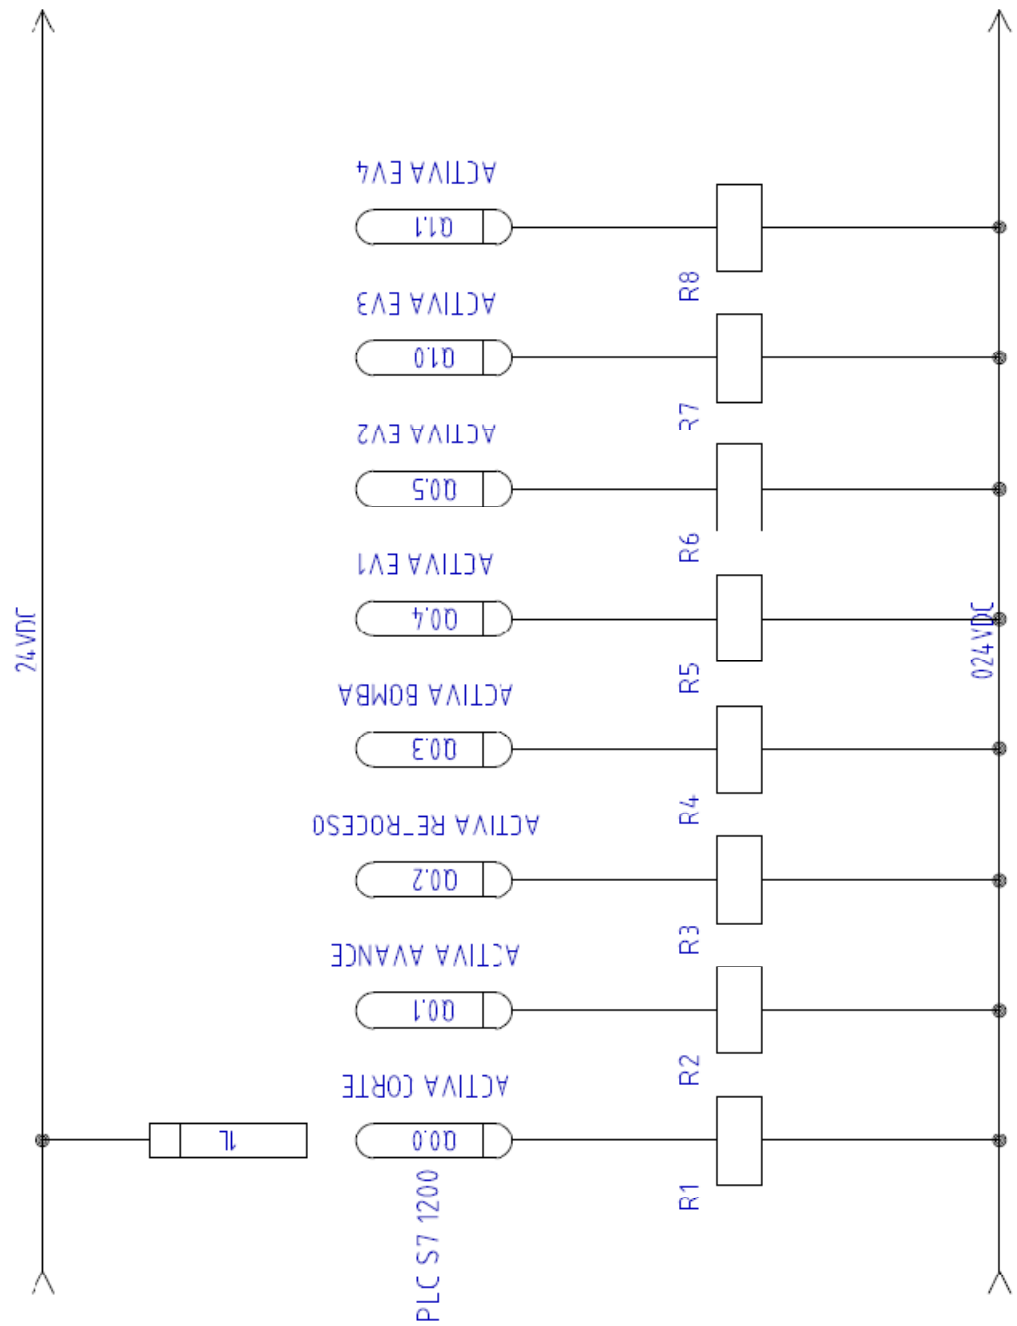 24VDC
024VDC
ACTIVA EV4
Q1.1
R8
ACTIVA EV3
Q1.0
R7
ACTIVA EV2
Q0.5
R6
ACTIVA EV1
Q0.4
R5
ACTIVA BOMBA
Q0.3
R4
ACTIVA RETROCESO
Q0.2
R3
ACTIVA AVANCE
Q0.1
R2
ACTIVA CORTE
1L
Q0.0
R1
PLC S7 1200